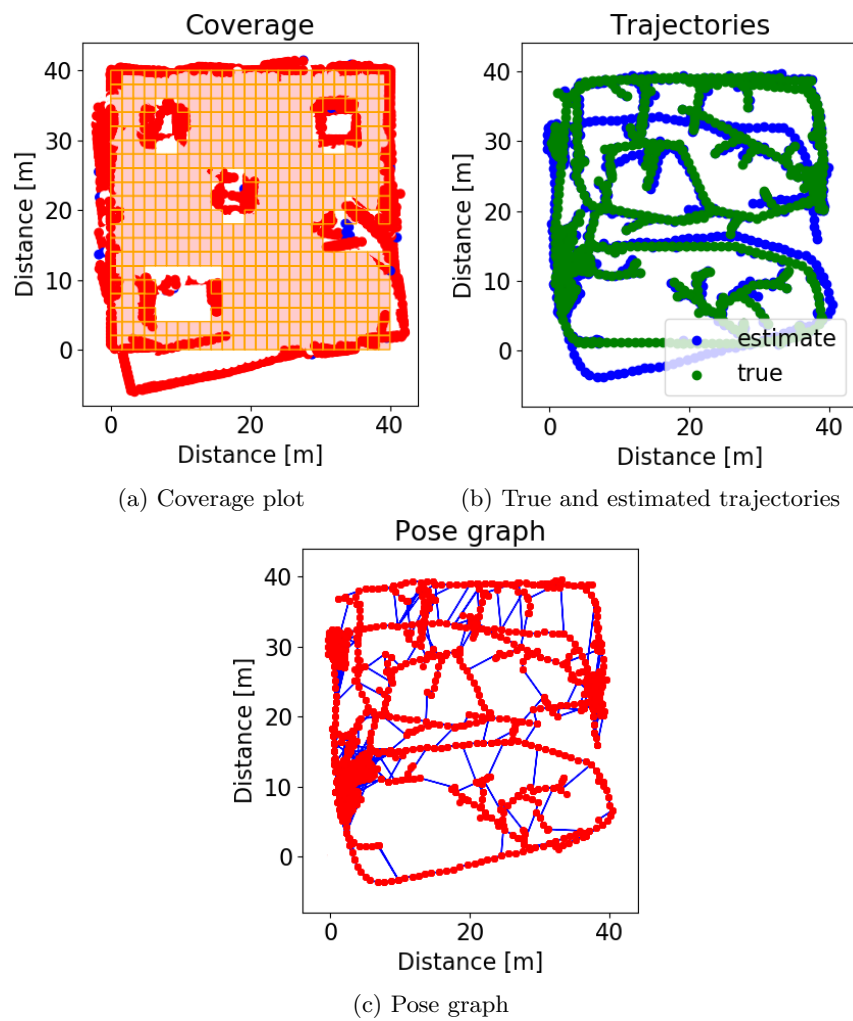 Coverage
40
30
20
10
0
Distance [m]
0
20
40
Distance [m]
(a) Coverage plot
Trajectories
40
30
20
10
0
Distance [m]
estimate
true
0
20
40
Distance [m]
(b) True and estimated trajectories
Pose graph
40
30
20
10
0
Distance [m]
0
20
40
Distance [m]
(c) Pose graph